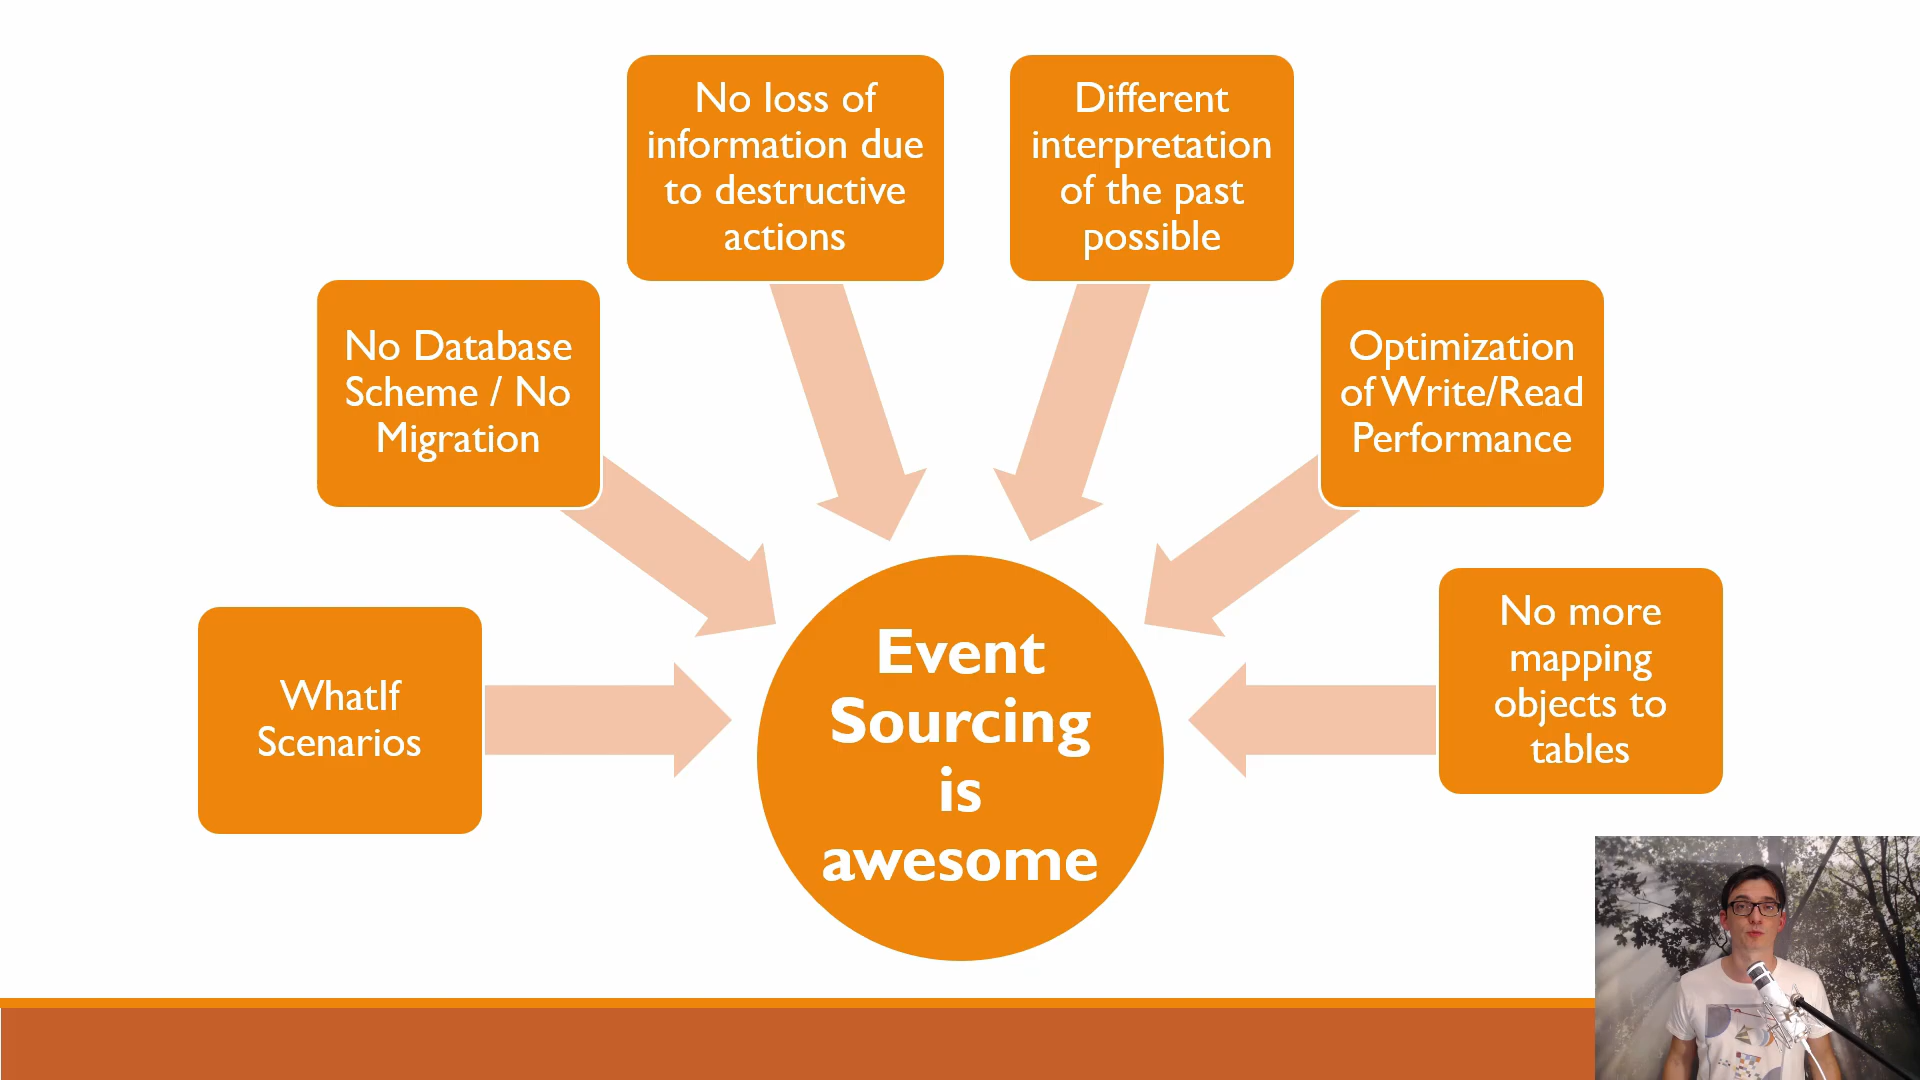 No loss of
information due
to destructive
actions
Different
interpretation
of the past
possible
No Database
Scheme / No
Migration
Optimization
of Write/Read
Performance
WhatIf
Scenarios
No more
mapping
objects to
tables
Event
Sourcing
is
awesome